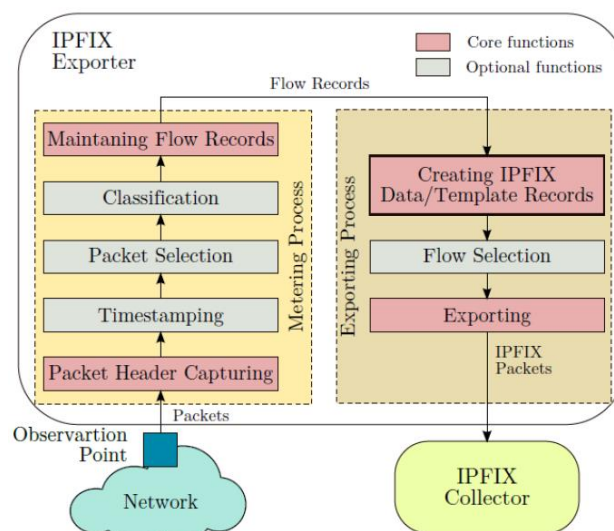 IPFIX
Exporter
Core functions
Optional functions
Flow Records
Maintaning Flow Records
Classification
Packet Selection
Timestamping
Packet Header Capturing
Metering Process
Exporting Process
Creating IPFIX
Data/Template Records
Flow Selection
Exporting
IPFIX
Packets
Packets
Observartion
Point
Network
IPFIX
Collector